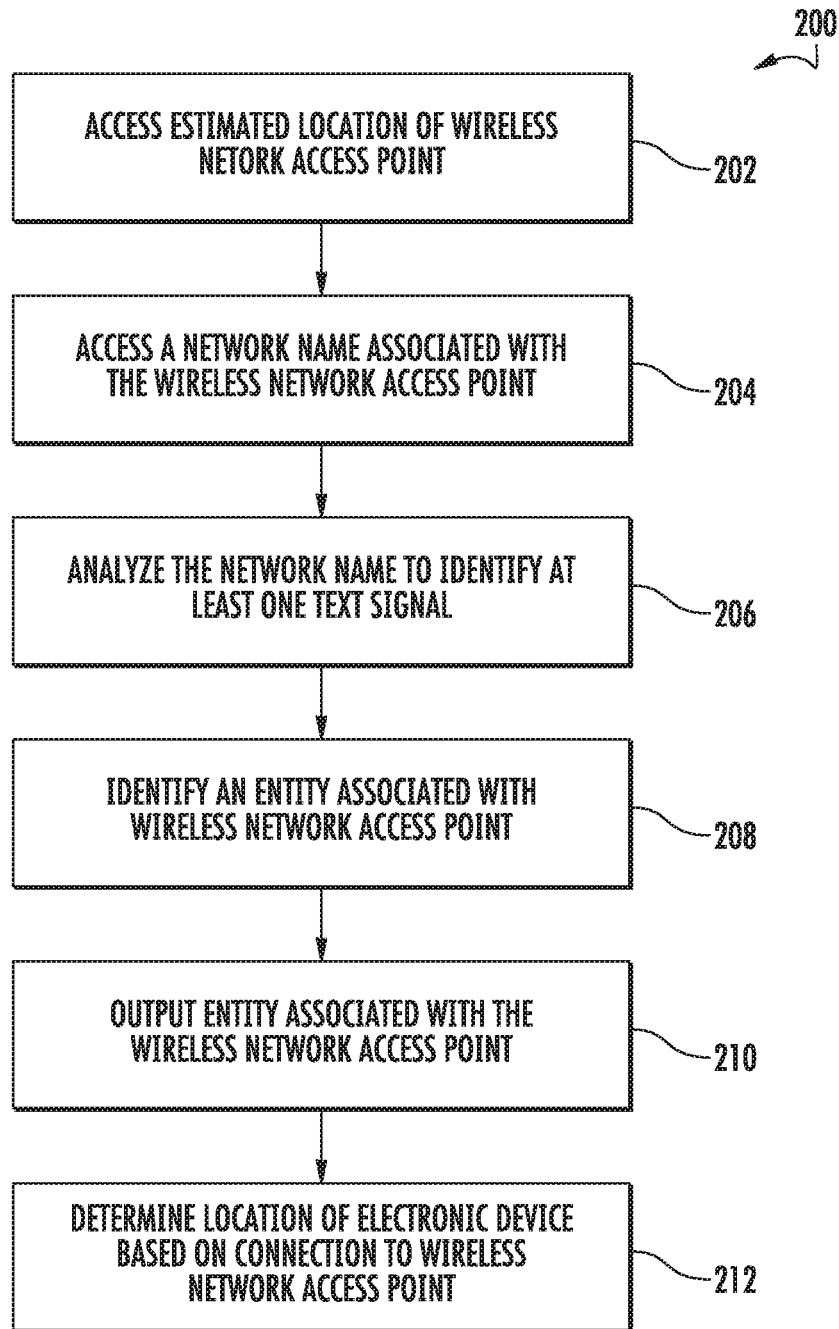 200
ACCESS ESTIMATED LOCATION OF WIRELESS
NETORK ACCESS POINT
202
ACCESS A NETWORK NAME ASSOCIATED WITH
THE WIRELESS NETWORK ACCESS POINT
204
ANALYZE THE NETWORK NAME TO IDENTIFY AT
LEAST ONE TEXT SIGNAL
206
IDENTIFY AN ENTITY ASSOCIATED WITH
WIRELESS NETWORK ACCESS POINT
208
OUTPUT ENTITY ASSOCIATED WITH THE
WIRELESS NETWORK ACCESS POINT
210
DETERMINE LOCATION OF ELECTRONIC DEVICE
BASED ON CONNECTION TO WIRELESS
NETWORK ACCESS POINT
212